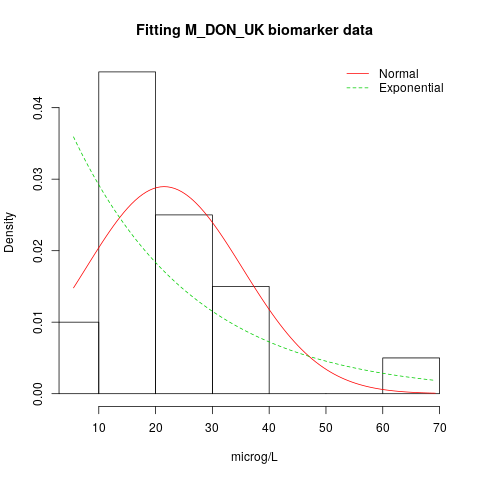 Fitting M_DON_UK biomarker data
Normal
Exponential
Density
0.04
0.03
0.02
0.01
0.00
10 20 30 40 50 60 70
microg/L